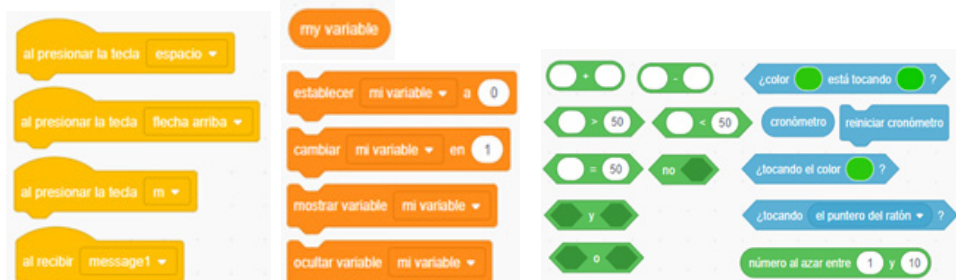 al presionar la tecla espacio
al presionar la tecla flecha arriba
al presionar la tecla m
al recibir message1
my variable
establecer mi variable a 0
cambiar mi variable en 1
mostrar variable mi variable
ocultar variable mi variable
+ -
> 50 < 50
= 50 no
y
o
¿color está tocando ?
cronómetro reiniciar cronómetro
¿tocando el color ?
¿tocando el puntero del ratón ?
número al azar entre 1 y 10